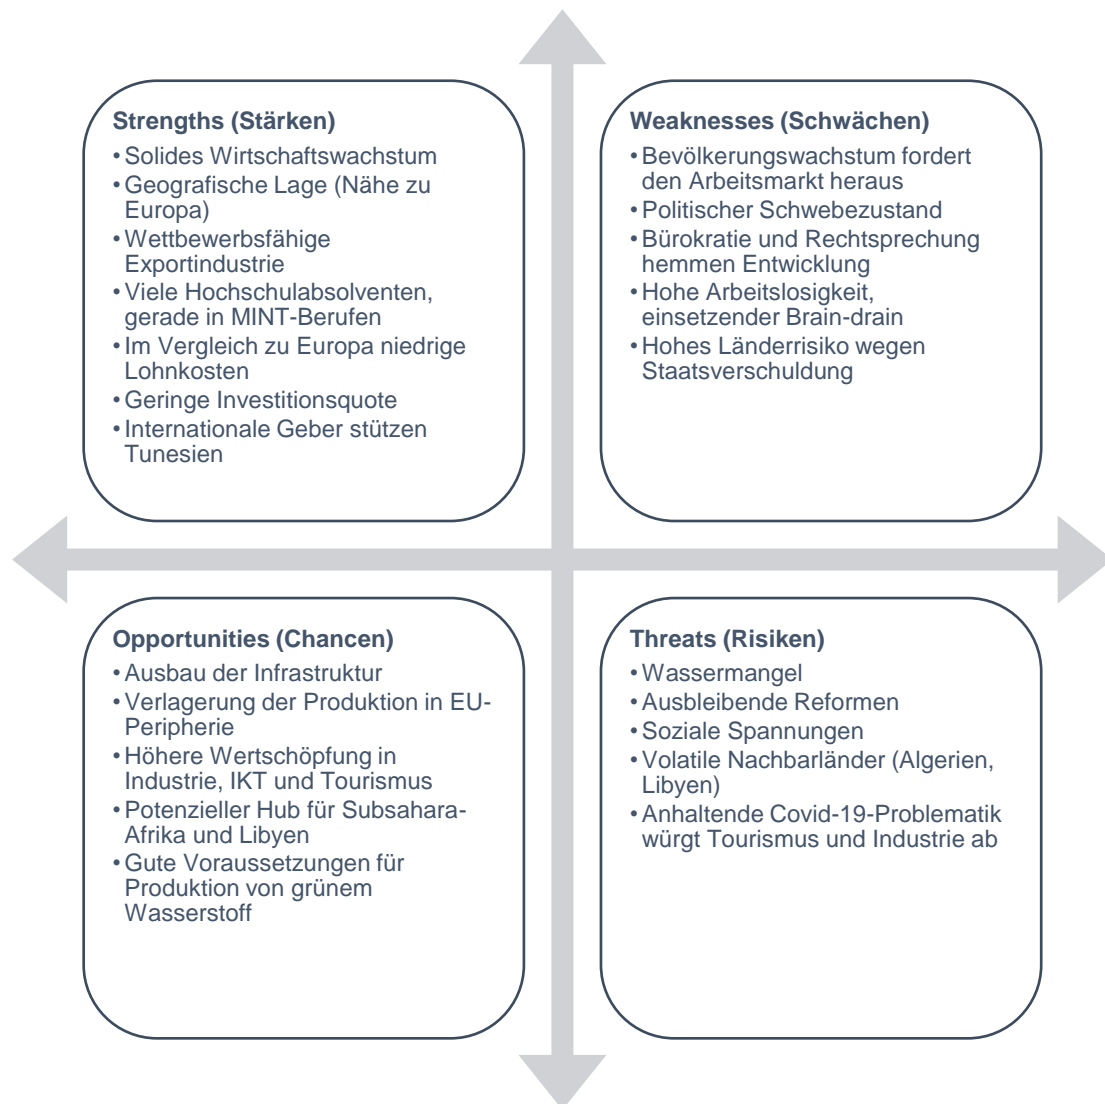 Strengths (Stärken)
• Solides Wirtschaftswachstum
• Geografische Lage (Nähe zu
Europa)
• Wettbewerbsfähige
Exportindustrie
• Viele Hochschulabsolventen,
gerade in MINT-Berufen
• Im Vergleich zu Europa niedrige
Lohnkosten
• Geringe Investitionsquote
• Internationale Geber stützen
Tunesien
Weaknesses (Schwächen)
• Bevölkerungswachstum fordert
den Arbeitsmarkt heraus
• Politischer Schwebezustand
• Bürokratie und Rechtsprechung
hemmen Entwicklung
• Hohe Arbeitslosigkeit,
einsetzender Brain-drain
• Hohes Länderrisiko wegen
Staatsverschuldung
Opportunities (Chancen)
• Ausbau der Infrastruktur
• Verlagerung der Produktion in EU-
Peripherie
• Höhere Wertschöpfung in
Industrie, IKT und Tourismus
• Potenzieller Hub für Subsahara-
Afrika und Libyen
• Gute Voraussetzungen für
Produktion von grünem
Wasserstoff
Threats (Risiken)
• Wassermangel
• Ausbleibende Reformen
• Soziale Spannungen
• Volatile Nachbarländer (Algerien,
Libyen)
• Anhaltende Covid-19-Problematik
würgt Tourismus und Industrie ab